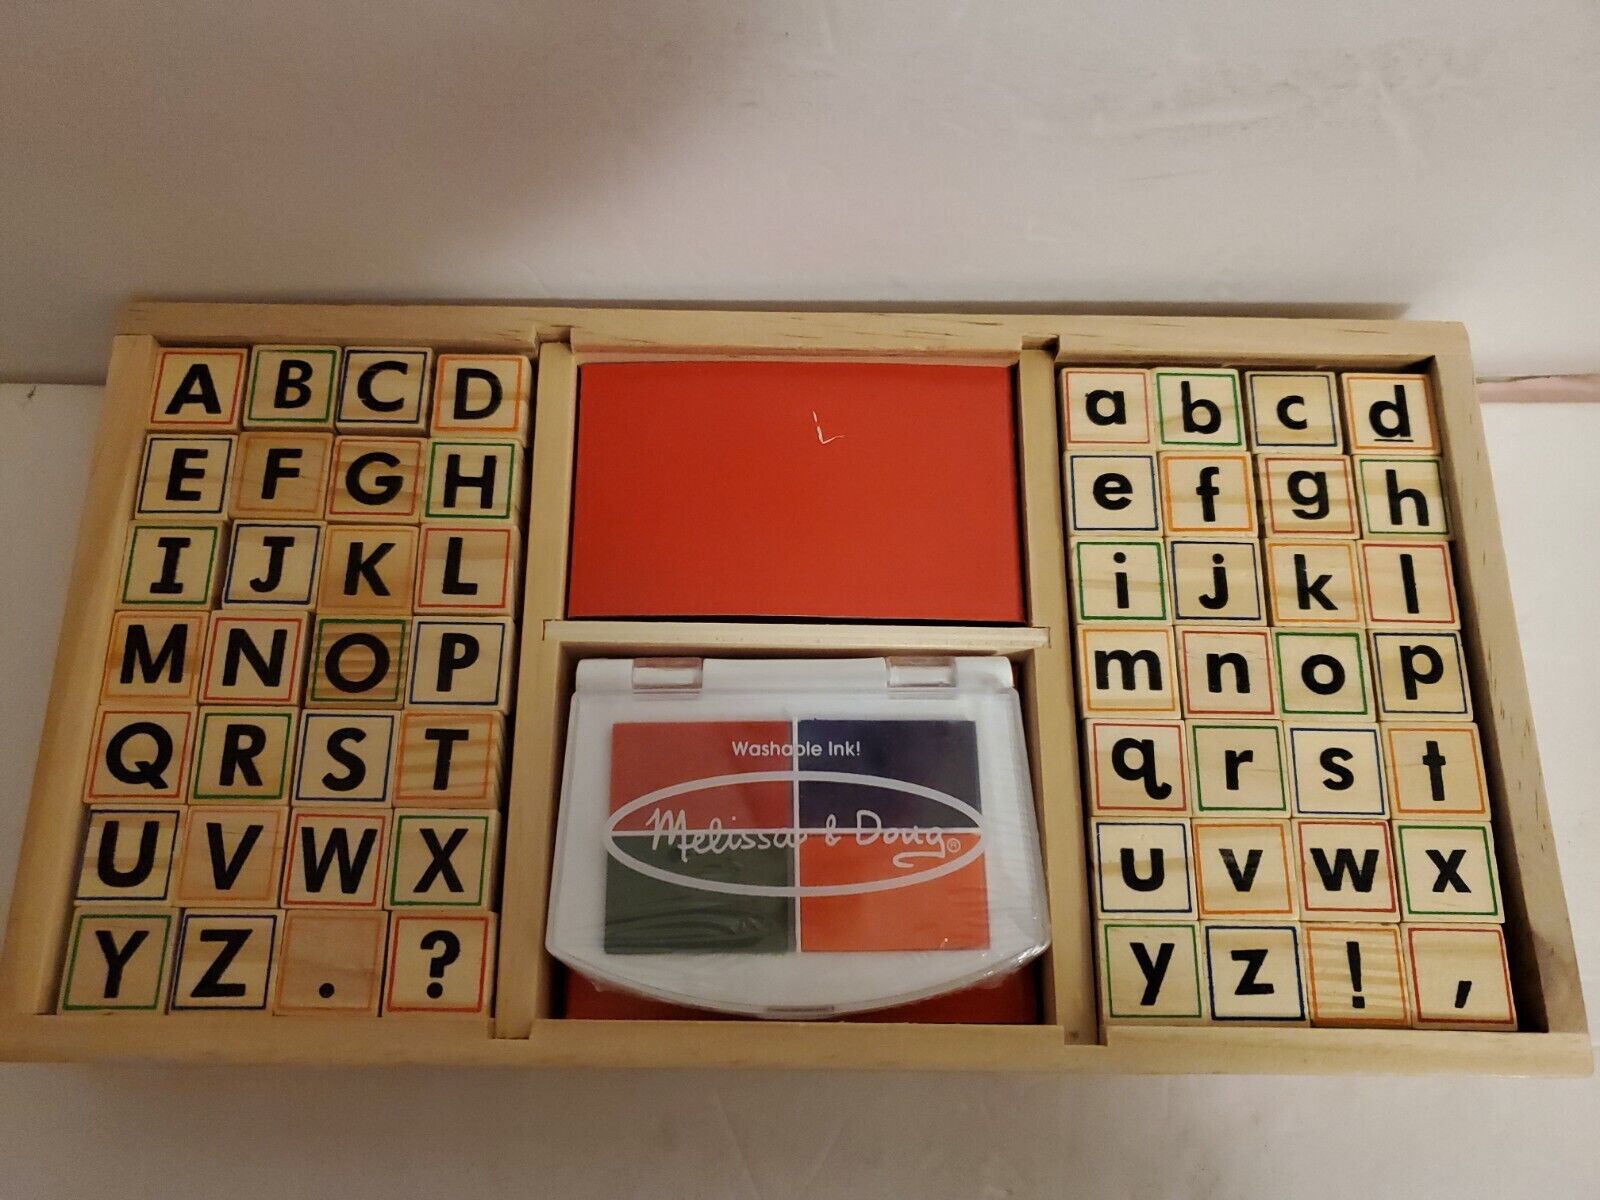 A B C D
E F G H
I J K L
M N O P
Q R S T
U V W X
Y Z . ?
Washable Ink!
Melissa & Doug®
a b c d
e f g h
i j k l
m n o p
q r s t
u v w x
y z ! ,